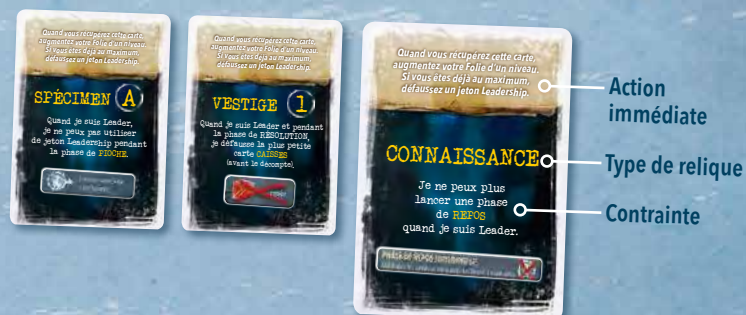 Quand vous récupérez cette carte,
augmentez votre Folie d'un niveau.
Si vous êtes déjà au maximum,
défaussez un jeton Leadership.
SPÉCIMEN A
Quand je suis Leader,
je ne peux pas utiliser
de jeton Leadership pendant
la phase de PIOCHE.
Quand vous récupérez cette carte,
augmentez votre Folie d'un niveau.
Si vous êtes déjà au maximum,
défaussez un jeton Leadership.
VESTIGE 1
Quand je suis Leader et pendant
la phase de RÉSOLUTION,
je défausse la plus petite
carte CAISSES
(avant le décompte).
Quand vous récupérez cette carte,
augmentez votre Folie d'un niveau.
Si vous êtes déjà au maximum,
défaussez un jeton Leadership.
CONNAISSANCE
Je ne peux plus
lancer une phase
de REPOS
quand je suis Leader.
Action
immédiate
Type de relique
Contrainte